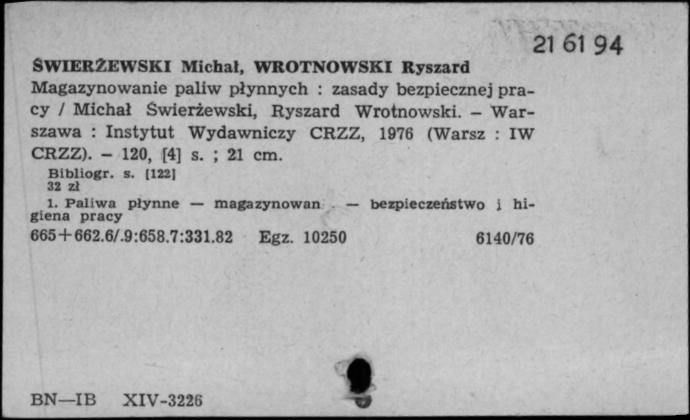 21 61 94
ŚWIERŻEWSKI Michał, WROTNOWSKI Ryszard
Magazynowanie paliw płynnych : zasady bezpiecznej pra-
cy / Michał Świerżewski, Ryszard Wrotnowski. — War-
szawa : Instytut Wydawniczy CRZZ, 1976 (Warsz : IW
CRZZ). — 120, [4] s. ; 21 cm.
Bibliogr. s. [122]
32 zł
1. Paliwa płynne — magazynowan — bezpieczeństwo i hi-
giena pracy
665+662.6/.9:658.7:331.82 Egz. 10250 6140/76
BN—IB XIV-3226